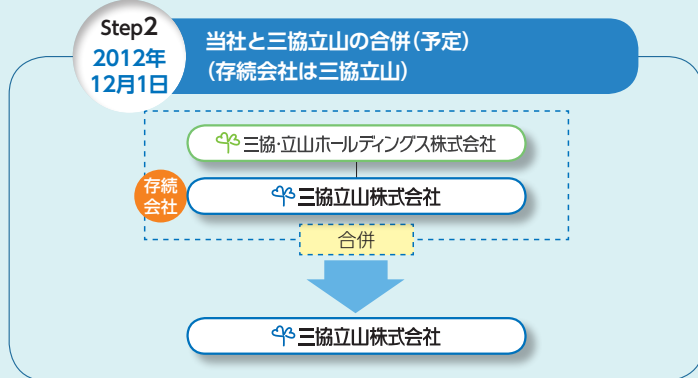 Step2
2012年
12月1日
当社と三協立山の合併(予定)
(存続会社は三協立山)
三協・立山ホールディングス株式会社
存続
会社
三協立山株式会社
合併
三協立山株式会社